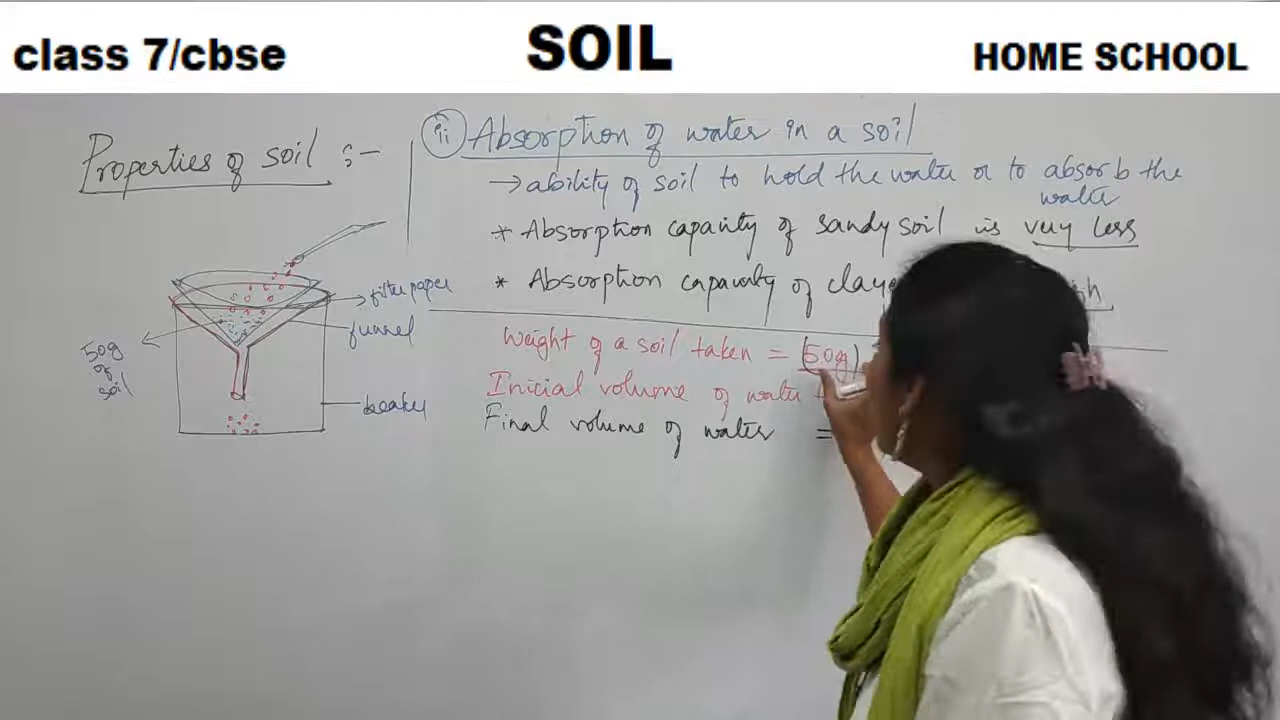 class 7/cbse
SOIL
HOME SCHOOL
Properties of soil :-
ii Absorption of water in a soil
→ ability of soil to hold the water or to absorb the
water
* Absorption capacity of sandy soil is very less
* Absorption capacity of claye
Weight of a soil taken = (50g)
Inicial volume of water
Final volume of water =
filter paper
funnel
50g
of
soil
beaker